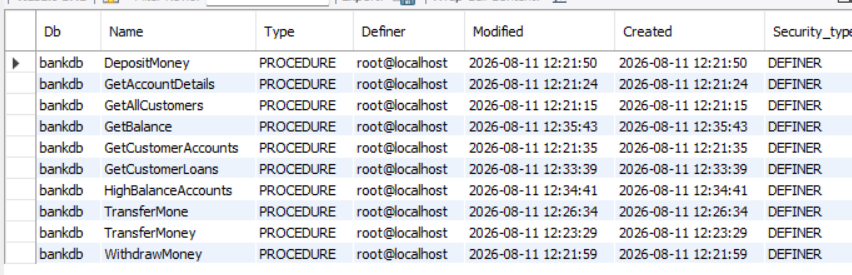 Db Name Type Definer Modified Created Security_type
bankdb DepositMoney PROCEDURE root@localhost 2026-08-11 12:21:50 2026-08-11 12:21:50 DEFINER
bankdb GetAccountDetails PROCEDURE root@localhost 2026-08-11 12:21:24 2026-08-11 12:21:24 DEFINER
bankdb GetAllCustomers PROCEDURE root@localhost 2026-08-11 12:21:15 2026-08-11 12:21:15 DEFINER
bankdb GetBalance PROCEDURE root@localhost 2026-08-11 12:35:43 2026-08-11 12:35:43 DEFINER
bankdb GetCustomerAccounts PROCEDURE root@localhost 2026-08-11 12:21:35 2026-08-11 12:21:35 DEFINER
bankdb GetCustomerLoans PROCEDURE root@localhost 2026-08-11 12:33:39 2026-08-11 12:33:39 DEFINER
bankdb HighBalanceAccounts PROCEDURE root@localhost 2026-08-11 12:34:41 2026-08-11 12:34:41 DEFINER
bankdb TransferMone PROCEDURE root@localhost 2026-08-11 12:26:34 2026-08-11 12:26:34 DEFINER
bankdb TransferMoney PROCEDURE root@localhost 2026-08-11 12:23:29 2026-08-11 12:23:29 DEFINER
bankdb WithdrawMoney PROCEDURE root@localhost 2026-08-11 12:21:59 2026-08-11 12:21:59 DEFINER